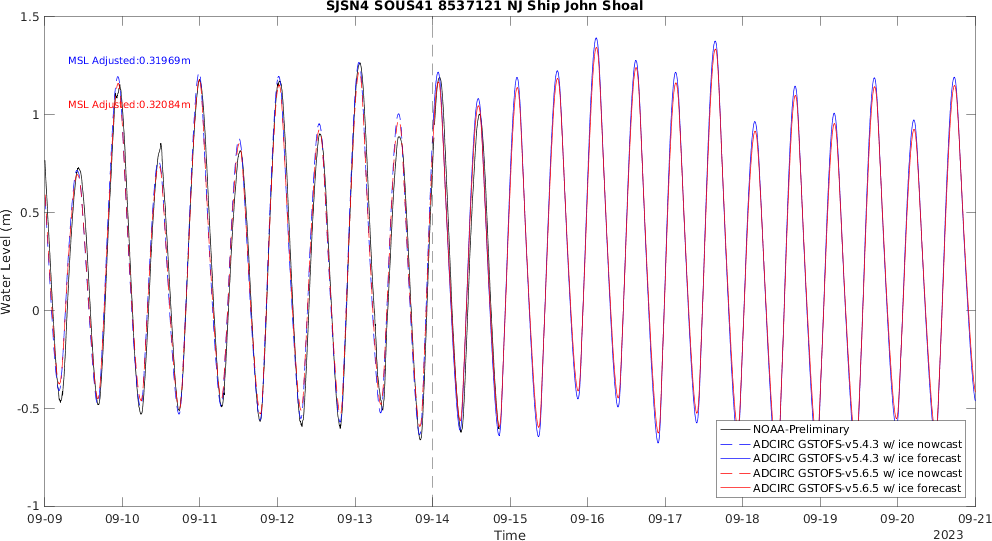 SJSN4 SOUS41 8537121 NJ Ship John Shoal
1.5
1
0.5
0
-0.5
-1
Water Level (m)
MSL Adjusted:0.31969m
MSL Adjusted:0.32084m
NOAA-Preliminary
ADCIRC GSTOFS-v5.4.3 w/ ice nowcast
ADCIRC GSTOFS-v5.4.3 w/ ice forecast
ADCIRC GSTOFS-v5.6.5 w/ ice nowcast
ADCIRC GSTOFS-v5.6.5 w/ ice forecast
09-09 09-10 09-11 09-12 09-13 09-14 09-15 09-16 09-17 09-18 09-19 09-20 09-21
Time
2023